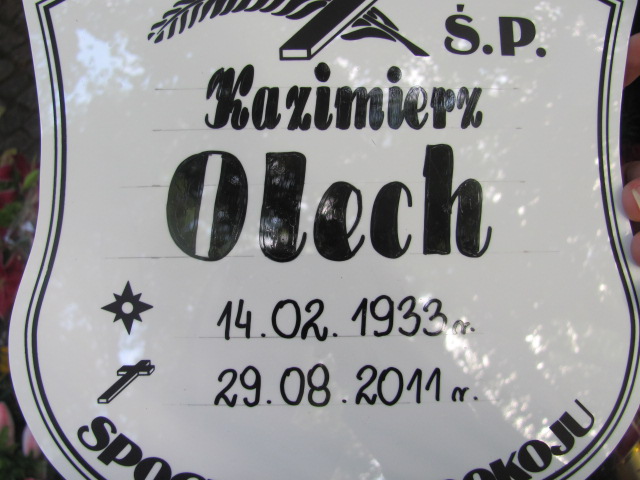 Ś.P.
Kazimierz
Olech
14.02.1933 r.
29.08.2011 r.